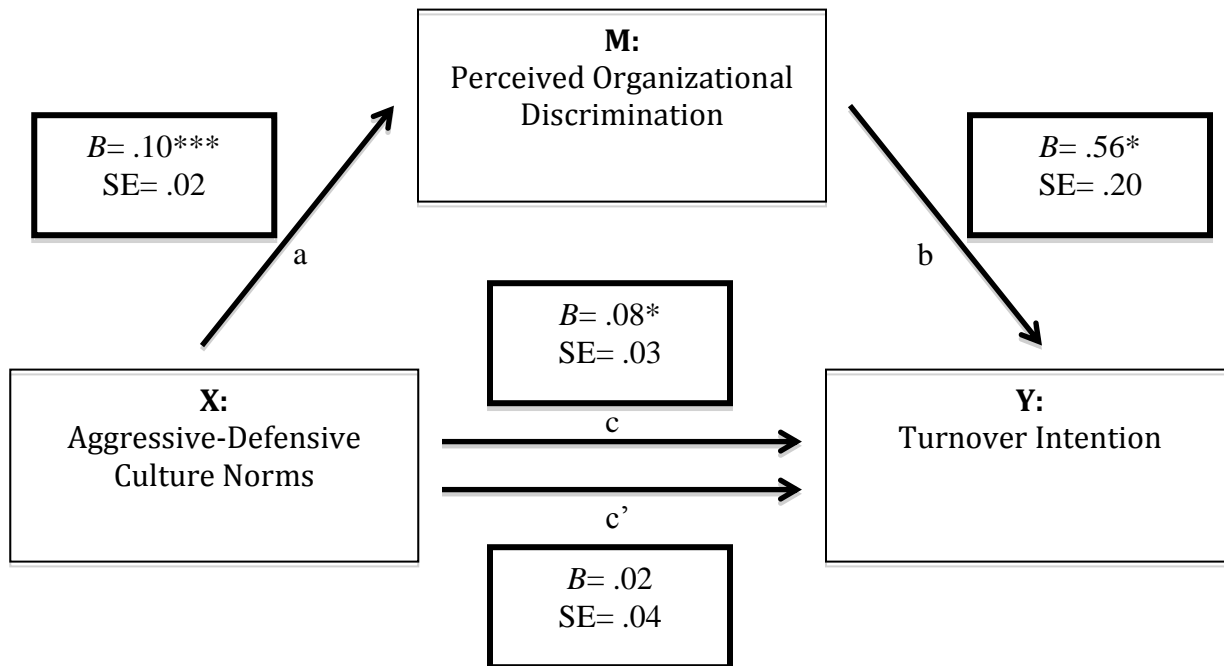 M:
Perceived Organizational
Discrimination
B= .10***
SE= .02
B= .56*
SE= .20
a
b
B= .08*
SE= .03
X:
Aggressive-Defensive
Culture Norms
c
c’
Y:
Turnover Intention
B= .02
SE= .04